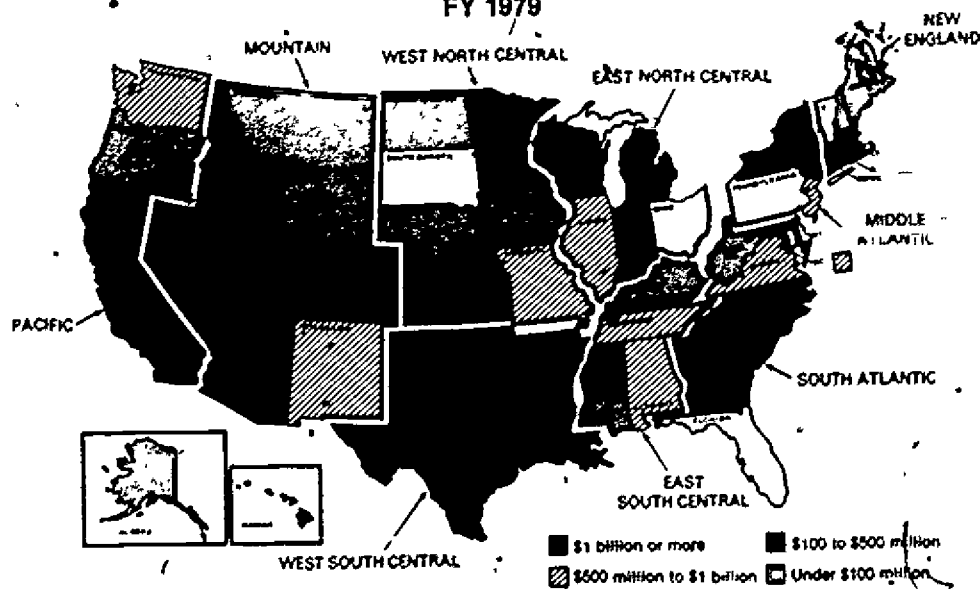 FY 1979
NEW
ENGLAND
MOUNTAIN
WEST NORTH CENTRAL
EAST NORTH CENTRAL
MIDDLE
ATLANTIC
PACIFIC
SOUTH ATLANTIC
EAST
SOUTH CENTRAL
WEST SOUTH CENTRAL
$1 billion or more
$100 to $500 million
$500 million to $1 billion
Under $100 million